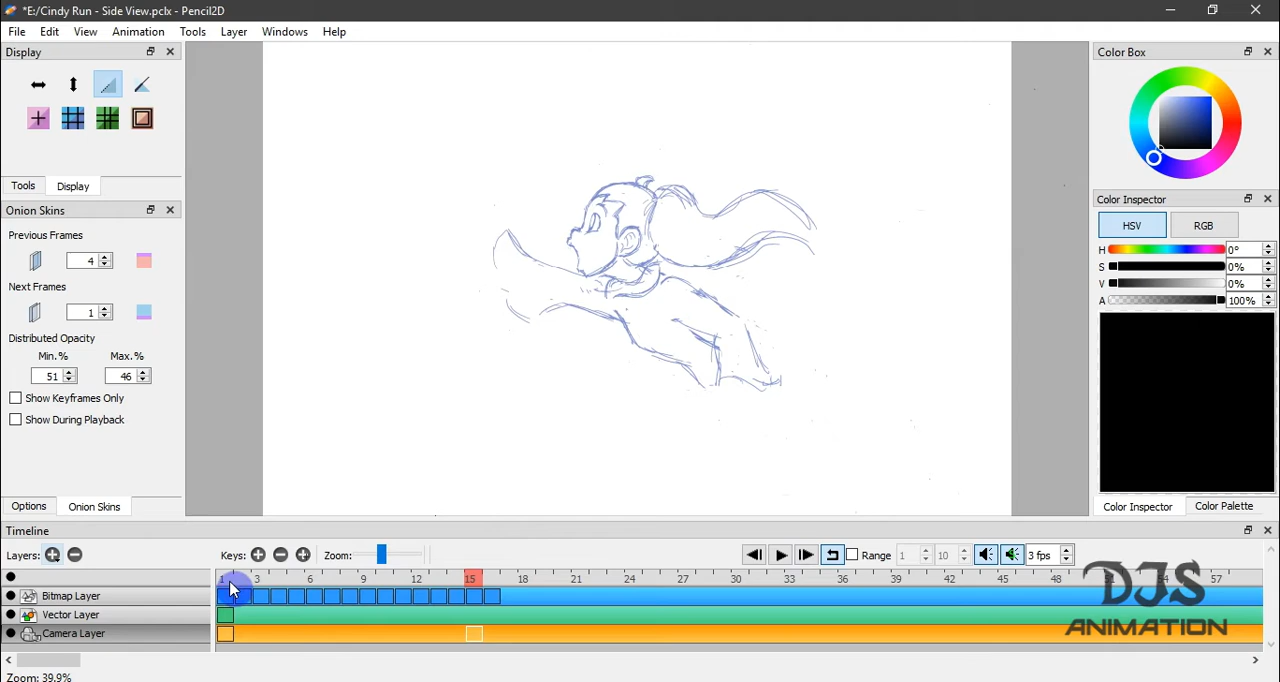 *E:/Cindy Run - Side View.pclx - Pencil2D
File Edit View Animation Tools Layer Windows Help
Display
Color Box
Tools Display
Onion Skins
Previous Frames
4
Next Frames
1
Distributed Opacity
Min.% Max.%
51 46
Show Keyframes Only
Show During Playback
Options Onion Skins
Color Inspector
HSV RGB
H 0°
S 0%
V 0%
A 100%
Color Inspector Color Palette
Timeline
Layers: Keys: Zoom: Range 1 10 3 fps
1 3 6 9 12 15 18 21 24 27 30 33 36 39 42 45 48 51 54 57
Bitmap Layer
Vector Layer
Camera Layer
DJS
ANIMATION
Zoom: 39.9%